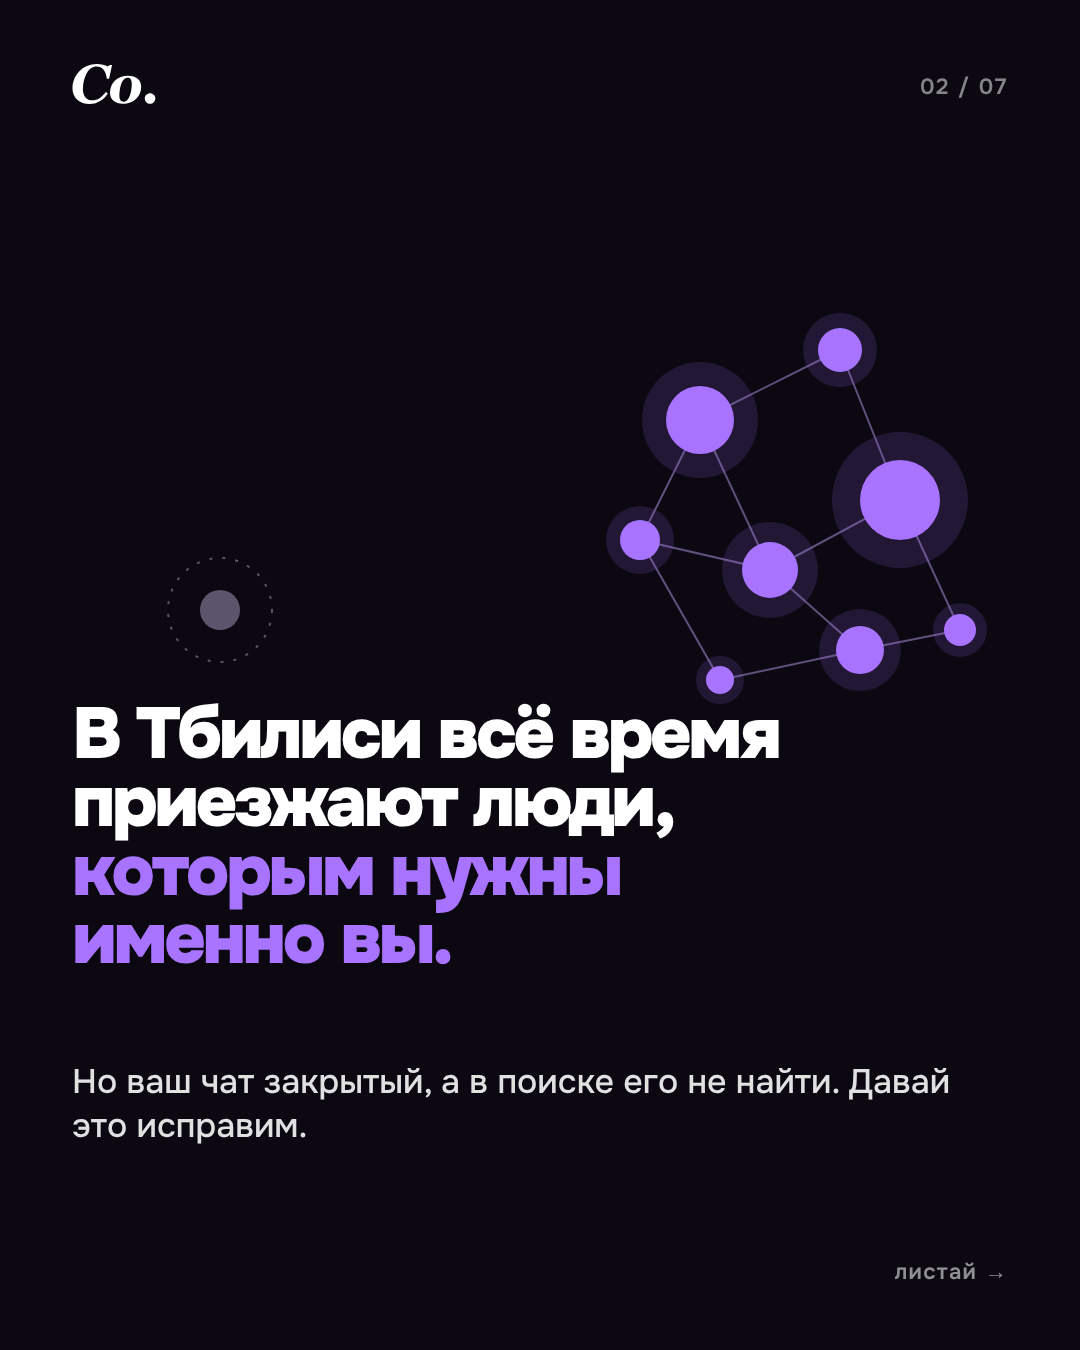 Co.
02 / 07
В Тбилиси всё время
приезжают люди,
которым нужны
именно вы.
Но ваш чат закрытый, а в поиске его не найти. Давай
это исправим.
листай →